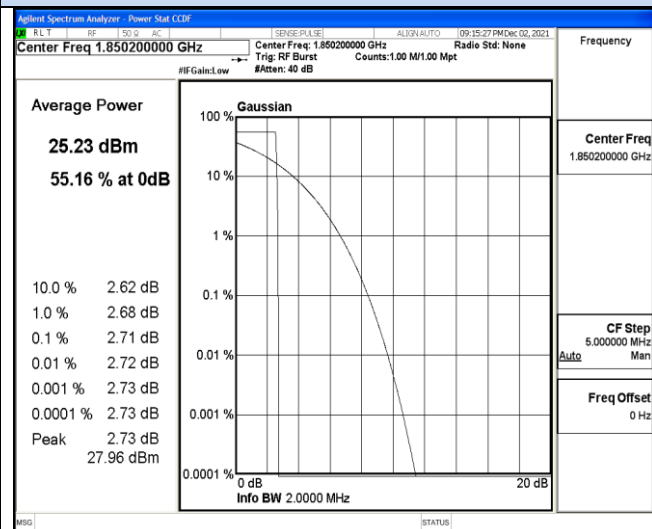 Agilent Spectrum Analyzer - Power Stat CCDF
RL T RF 50 Ω AC SENSE:PULSE ALIGN AUTO 09:15:27 PM Dec 02, 2021
Center Freq 1.850200000 GHz
Center Freq: 1.850200000 GHz Radio Std: None
Trig: RF Burst Counts:1.00 M/1.00 Mpt
#IFGain:Low #Atten: 40 dB
Frequency
Average Power
25.23 dBm
55.16 % at 0dB
10.0 % 2.62 dB
1.0 % 2.68 dB
0.1 % 2.71 dB
0.01 % 2.72 dB
0.001 % 2.73 dB
0.0001 % 2.73 dB
Peak 2.73 dB
27.96 dBm
Gaussian
100 %
10 %
1 %
0.1 %
0.01 %
0.001 %
0.0001 %
0 dB 20 dB
Info BW 2.0000 MHz
Center Freq
1.850200000 GHz
CF Step
5.000000 MHz
Auto Man
Freq Offset
0 Hz
MSG STATUS